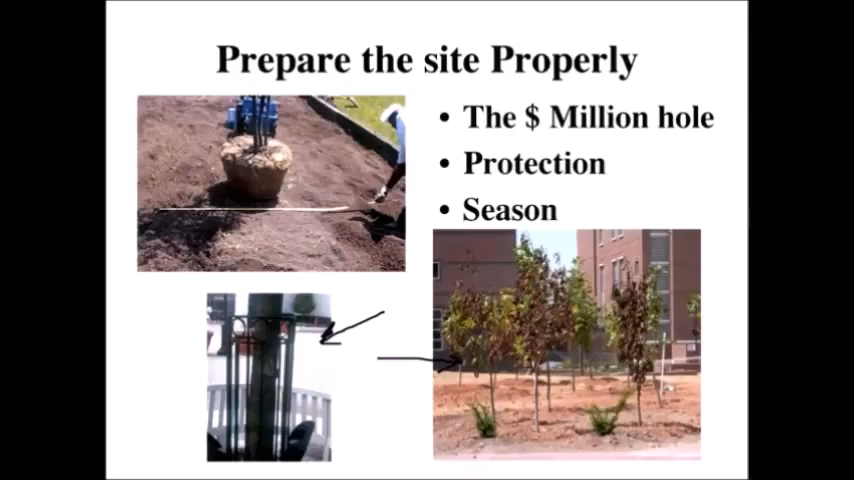 Prepare the site Properly
• The $ Million hole
• Protection
• Season